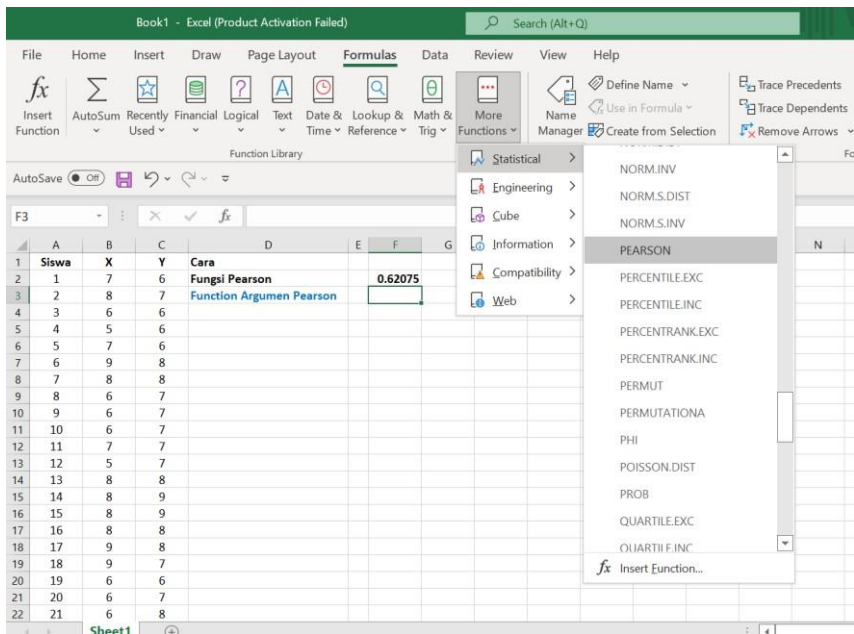 Book1 - Excel (Product Activation Failed)
Search (Alt+Q)
File Home Insert Draw Page Layout Formulas Data Review View Help
Insert Function
AutoSum
Recently Used
Financial
Logical
Text
Date & Time
Lookup & Reference
Math & Trig
More Functions
Name Manager
Define Name
Use in Formula
Create from Selection
Trace Precedents
Trace Dependents
Remove Arrows
Function Library
Fo
AutoSave Off
F3
fx
Statistical
Engineering
Cube
Information
Compatibility
Web
NORM.INV
NORM.S.DIST
NORM.S.INV
PEARSON
PERCENTILE.EXC
PERCENTILE.INC
PERCENTRANK.EXC
PERCENTRANK.INC
PERMUT
PERMUTATIONA
PHI
POISSON.DIST
PROB
QUARTILE.EXC
QUARTILE.INC
fx Insert Function...
A B C D E F G N
1 Siswa X Y Cara
2 1 7 6 Fungsi Pearson 0.62075
3 2 8 7 Function Argumen Pearson
4 3 6 6
5 4 5 6
6 5 7 6
7 6 9 8
8 7 8 8
9 8 6 7
10 9 6 7
11 10 6 7
12 11 7 7
13 12 5 7
14 13 8 8
15 14 8 9
16 15 8 9
17 16 8 8
18 17 9 8
19 18 9 7
20 19 6 6
21 20 6 7
22 21 6 8
Sheet1